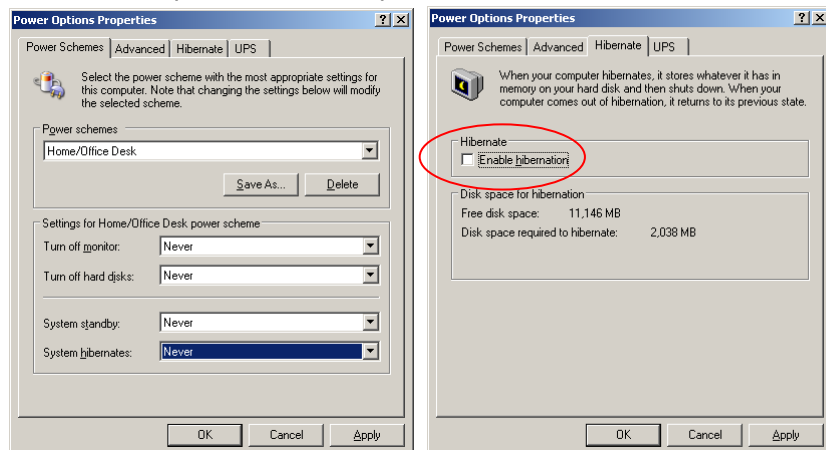 Power Options Properties
Power Schemes Advanced Hibernate UPS
Select the power scheme with the most appropriate settings for
this computer. Note that changing the settings below will modify
the selected scheme.
Power schemes
Home/Office Desk
Save As... Delete
Settings for Home/Office Desk power scheme
Turn off monitor: Never
Turn off hard disks: Never
System standby: Never
System hibernates: Never
OK Cancel Apply
Power Options Properties
Power Schemes Advanced Hibernate UPS
When your computer hibernates, it stores whatever it has in
memory on your hard disk and then shuts down. When your
computer comes out of hibernation, it returns to its previous state.
Hibernate
Enable hibernation
Disk space for hibernation
Free disk space: 11,146 MB
Disk space required to hibernate: 2,038 MB
OK Cancel Apply